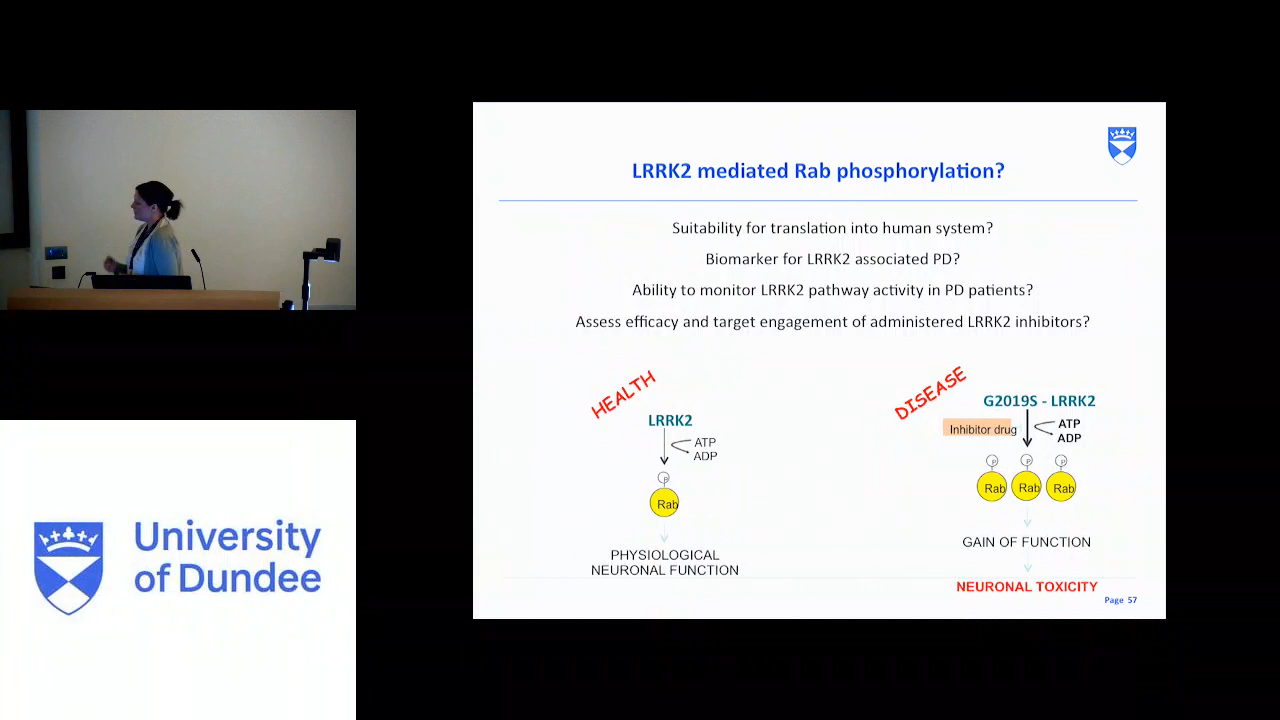 LRRK2 mediated Rab phosphorylation?
Suitability for translation into human system?
Biomarker for LRRK2 associated PD?
Ability to monitor LRRK2 pathway activity in PD patients?
Assess efficacy and target engagement of administered LRRK2 inhibitors?
HEALTH
LRRK2
ATP
ADP
P
Rab
PHYSIOLOGICAL
NEURONAL FUNCTION
DISEASE
G2019S - LRRK2
Inhibitor drug
ATP
ADP
P P P
Rab Rab Rab
GAIN OF FUNCTION
NEURONAL TOXICITY
Page 57
University
of Dundee